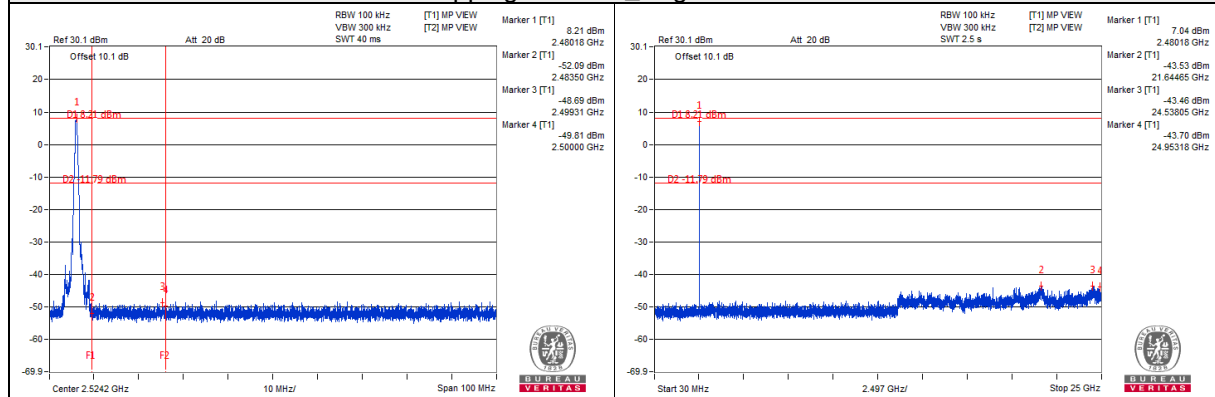 RBW 100 kHz [T1] MP VIEW
VBW 300 kHz [T2] MP VIEW
Ref 30.1 dBm Att 20 dB SWT 40 ms
Offset 10.1 dB
30.1
20
10
0
-10
-20
-30
-40
-50
-60
-69.9
1
D1 8.21 dBm
D2 -11.79 dBm
2
3
4
F1
F2
Center 2.5242 GHz 10 MHz/ Span 100 MHz
Marker 1 [T1]
8.21 dBm
2.48018 GHz
Marker 2 [T1]
-52.09 dBm
2.48350 GHz
Marker 3 [T1]
-48.69 dBm
2.49931 GHz
Marker 4 [T1]
-49.81 dBm
2.50000 GHz
BUREAU
VERITAS
RBW 100 kHz [T1] MP VIEW
VBW 300 kHz [T2] MP VIEW
Ref 30.1 dBm Att 20 dB SWT 2.5 s
Offset 10.1 dB
30.1
20
10
0
-10
-20
-30
-40
-50
-60
-69.9
1
D1 8.21 dBm
D2 -11.79 dBm
2
3 4
Start 30 MHz 2.497 GHz/ Stop 25 GHz
Marker 1 [T1]
7.04 dBm
2.48018 GHz
Marker 2 [T1]
-43.53 dBm
21.64465 GHz
Marker 3 [T1]
-43.46 dBm
24.53805 GHz
Marker 4 [T1]
-43.70 dBm
24.95318 GHz
BUREAU
VERITAS